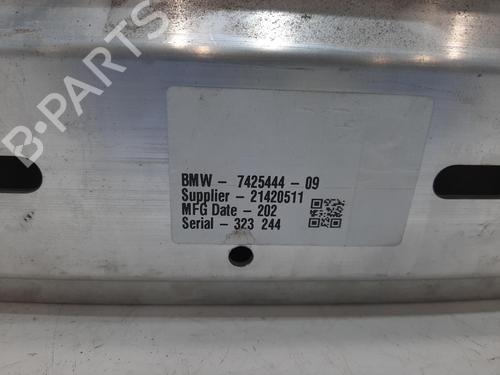 B-PARTS
BMW - 7425444 - 09
Supplier - 21420511
MFG Date - 202
Serial - 323 244